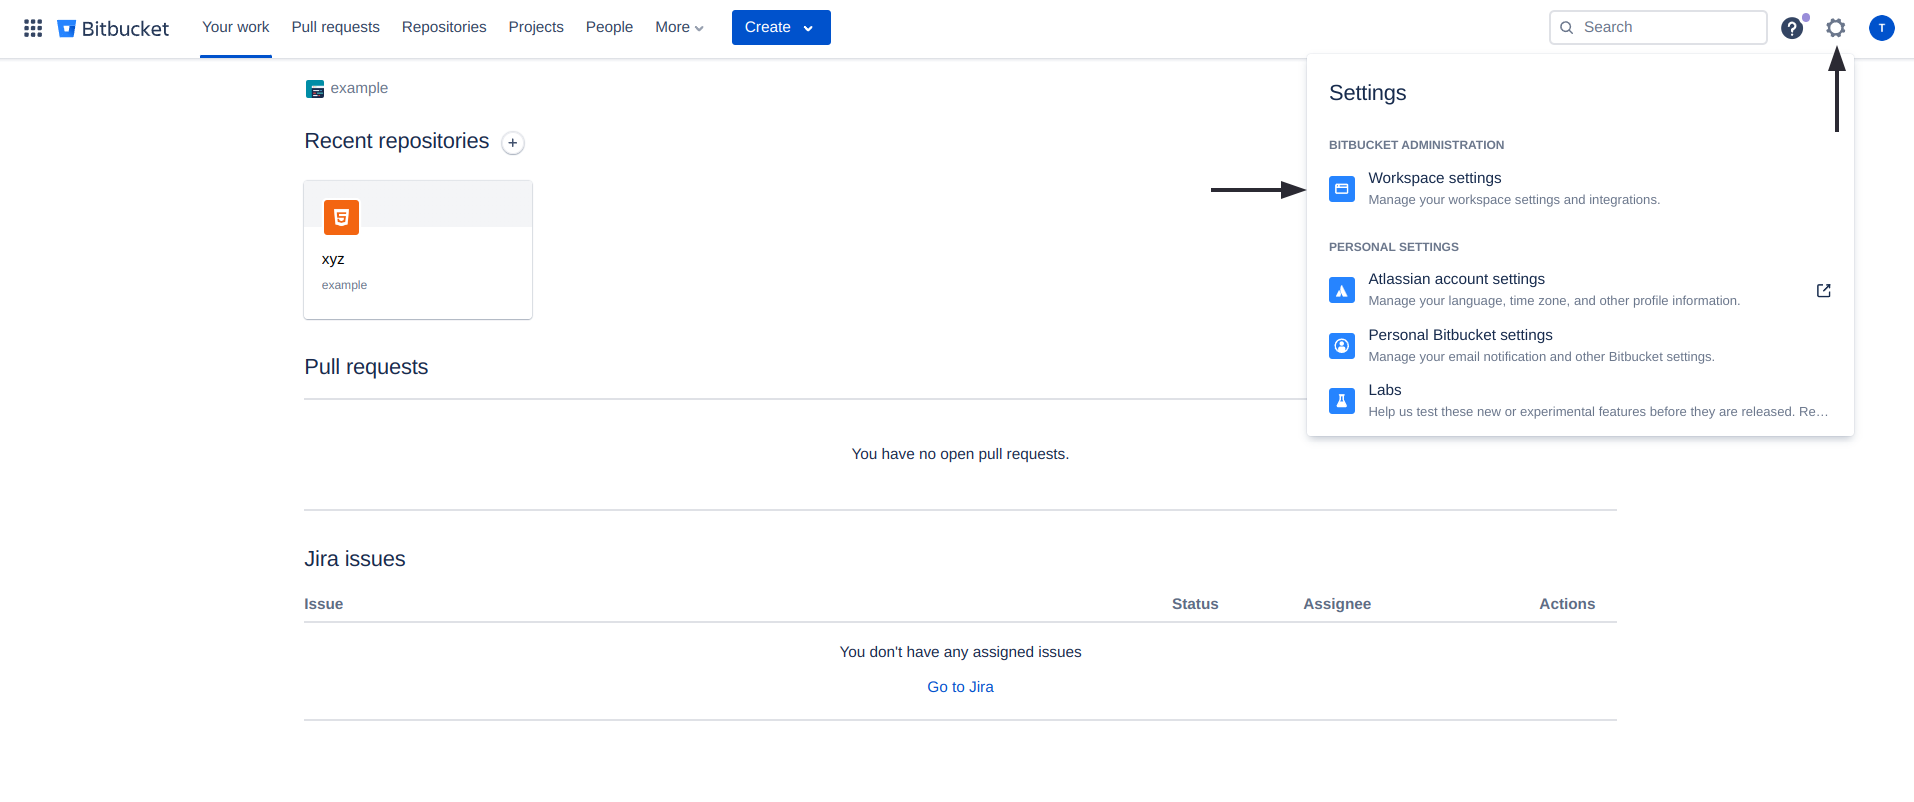 Bitbucket Your work Pull requests Repositories Projects People More Create Search ? T
example
Settings
Recent repositories +
BITBUCKET ADMINISTRATION
Workspace settings
Manage your workspace settings and integrations.
xyz
example
PERSONAL SETTINGS
Atlassian account settings
Manage your language, time zone, and other profile information.
Personal Bitbucket settings
Manage your email notification and other Bitbucket settings.
Labs
Help us test these new or experimental features before they are released. Re...
Pull requests
You have no open pull requests.
Jira issues
Issue Status Assignee Actions
You don't have any assigned issues
Go to Jira